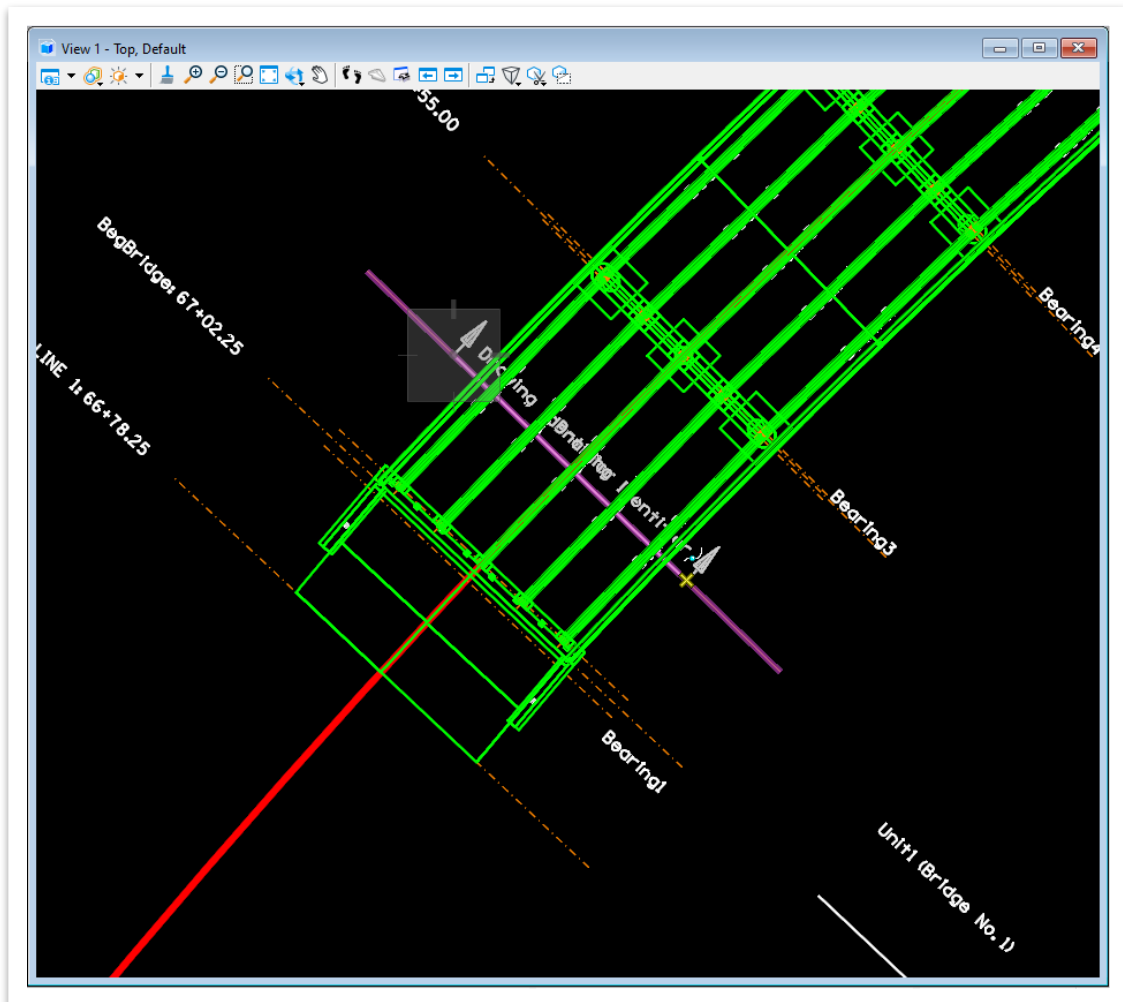 View 1 - Top, Default
+55.00
BegBridge: 67+02.25
LINE 1: 66+78.25
Drawing
Bearing4
Bearing3
Bearing1
Unit1 (Bridge No. 1)